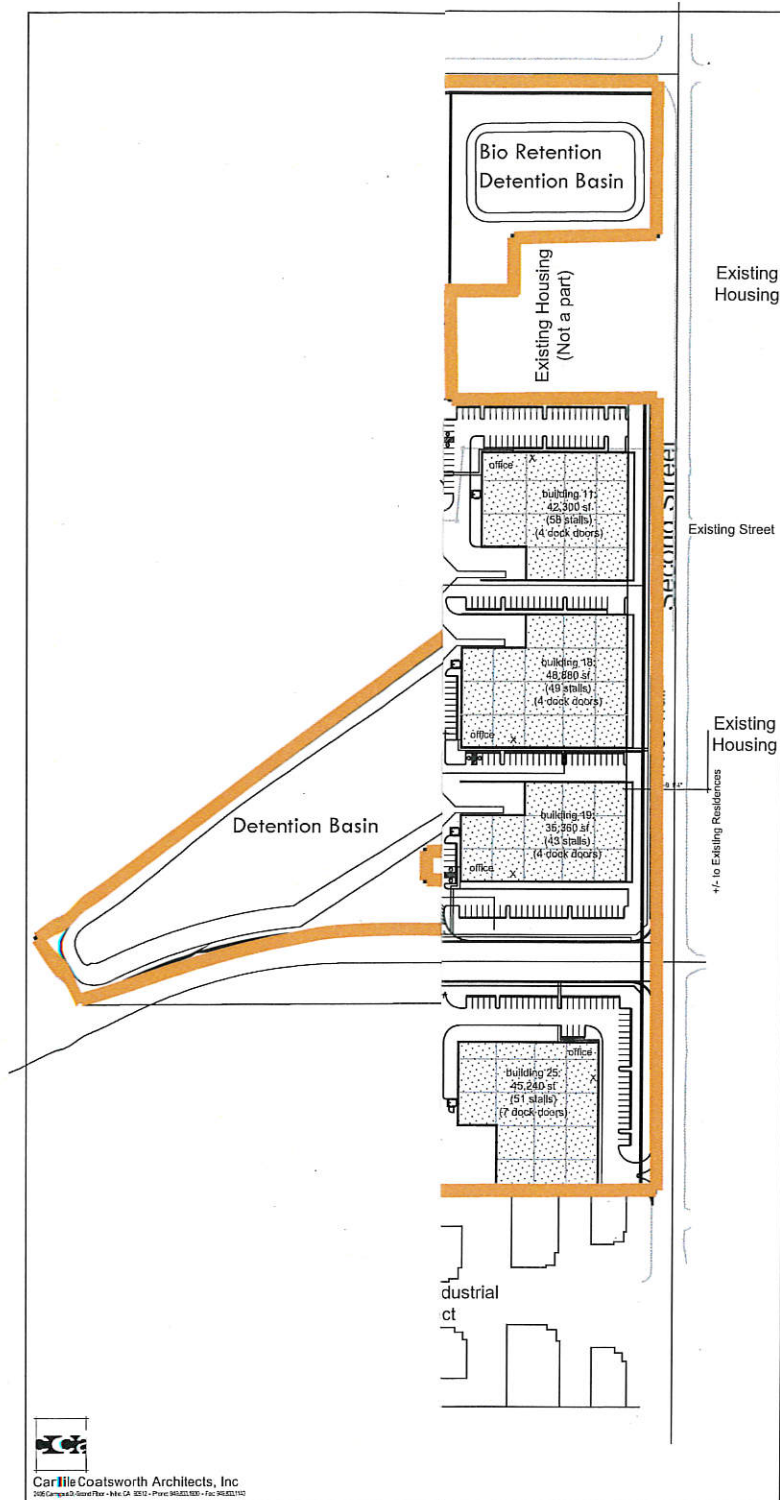 Bio Retention
Detention Basin
Existing Housing
(Not a part)
Existing
Housing
office
X
building 11:
42,300 sf
(58 stalls)
(4 dock doors)
Second Street
Existing Street
building 18:
48,880 sf
(49 stalls)
(4 dock doors)
office
X
Existing
Housing
+/- to Existing Residences
Detention Basin
building 19:
35,360 sf
(43 stalls)
(4 dock doors)
office
X
office
X
building 25:
45,240 sf
(51 stalls)
(7 dock doors)
dustrial
ct
Carlile Coatsworth Architects, Inc